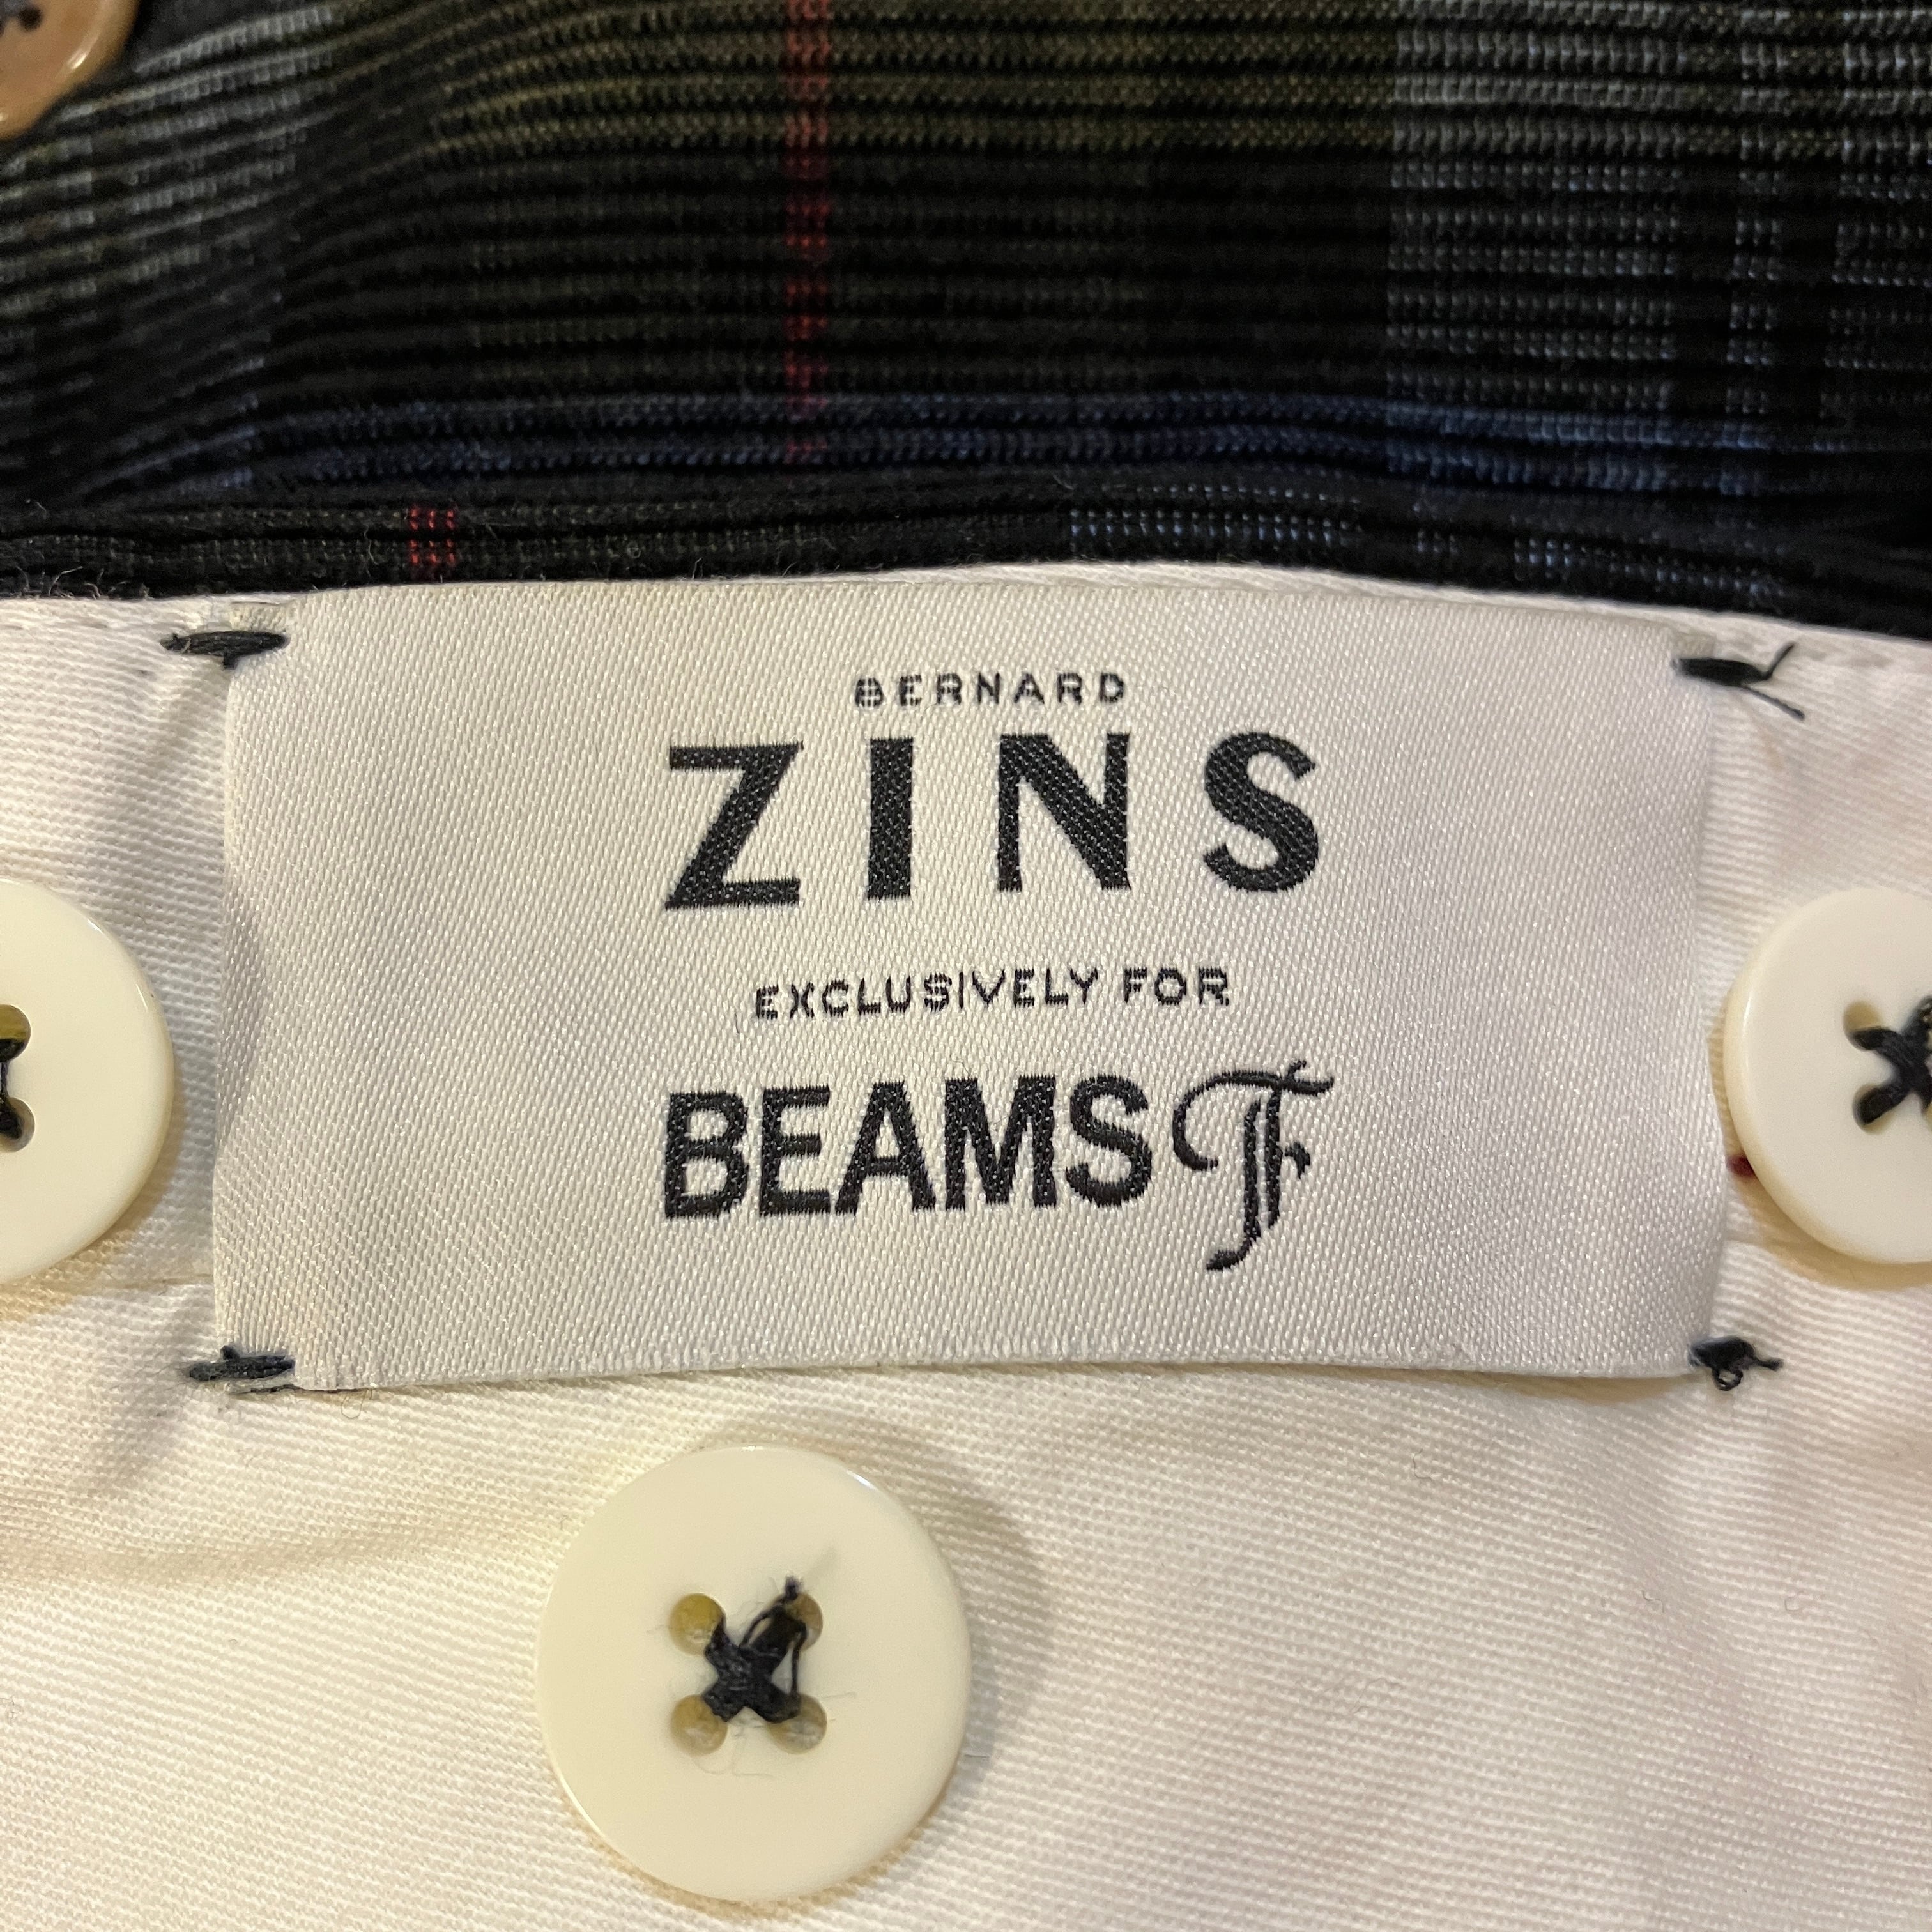 BERNARD
ZINS
EXCLUSIVELY FOR
BEAMS F